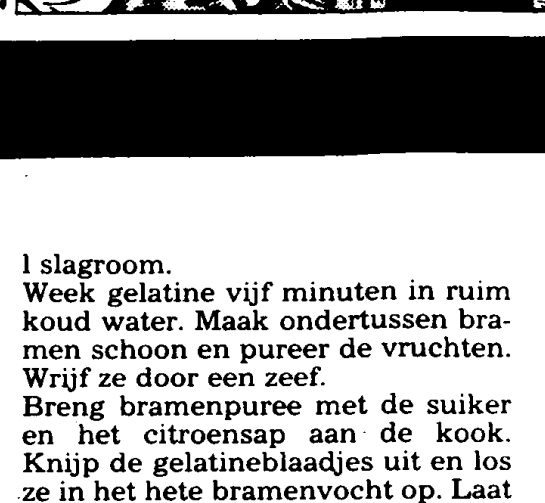 l slagroom.
Week gelatine vijf minuten in ruim
koud water. Maak ondertussen bra-
men schoon en pureer de vruchten.
Wrijf ze door een zeef.
Breng bramenpuree met de suiker
en het citroensap aan de kook.
Knijp de gelatineblaadjes uit en los
ze in het hete bramenvocht op. Laat